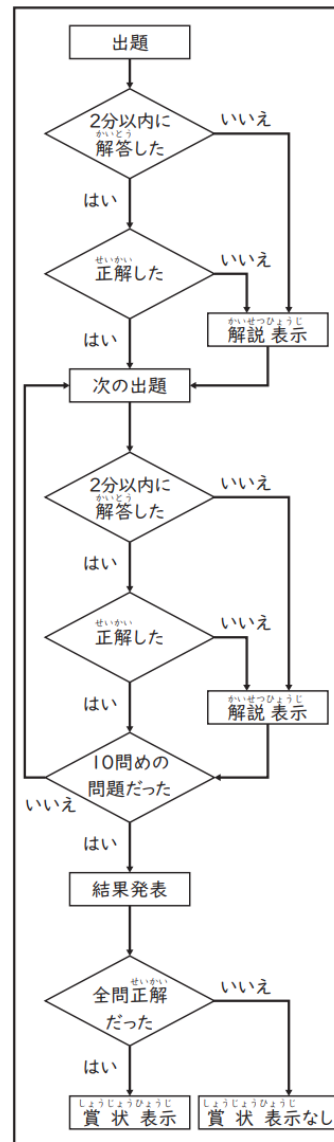 出題
2分以内に
かいとう
解答した
いいえ
はい
せいかい
正解した
いいえ
はい
かいせつひょうじ
解説表示
次の出題
2分以内に
かいとう
解答した
いいえ
はい
せいかい
正解した
いいえ
はい
かいせつひょうじ
解説表示
10問めの
問題だった
いいえ
はい
結果発表
せいかい
全問正解
だった
いいえ
はい
しょうじょうひょうじ
賞状表示
しょうじょうひょうじ
賞状表示なし